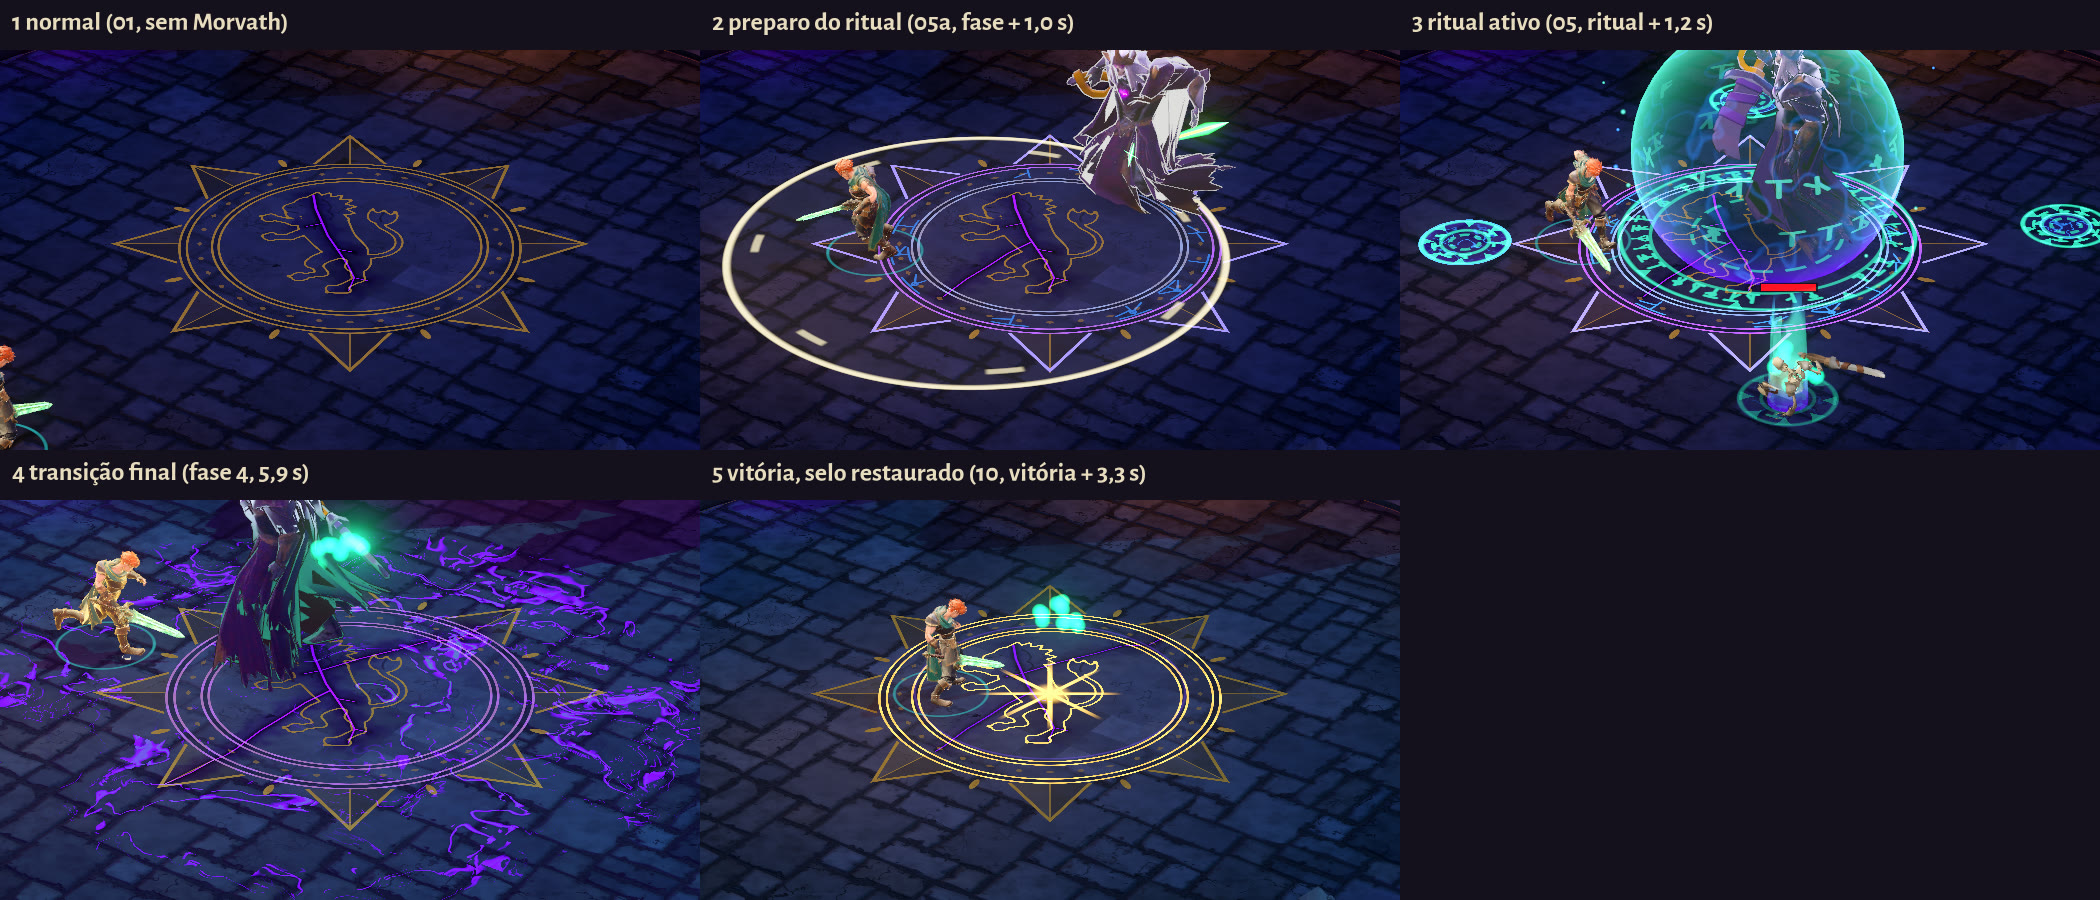 1 normal (01, sem Morvath)
2 preparo do ritual (05a, fase + 1,0 s)
3 ritual ativo (05, ritual + 1,2 s)
4 transição final (fase 4, 5,9 s)
5 vitória, selo restaurado (10, vitória + 3,3 s)